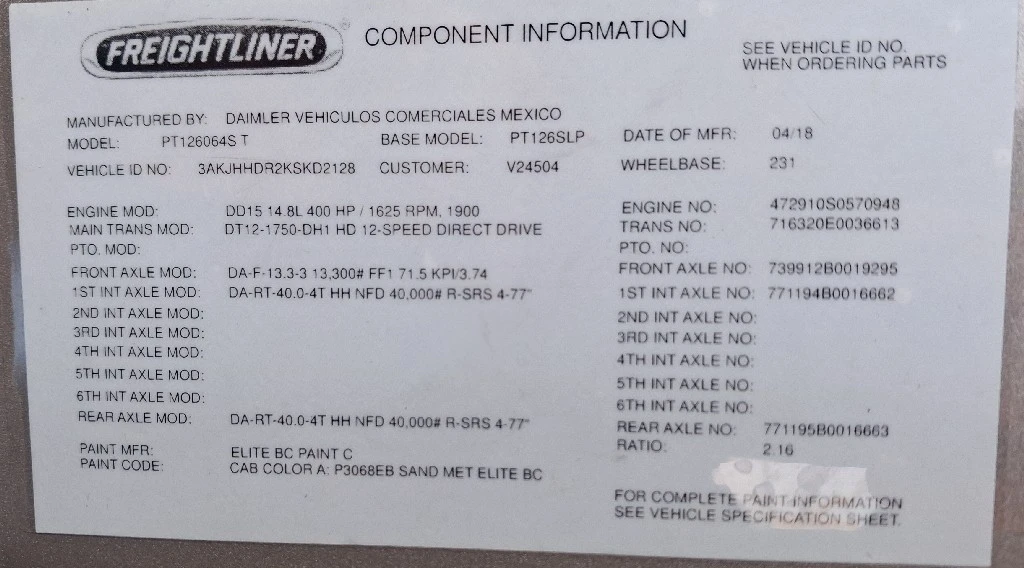 FREIGHTLINER COMPONENT INFORMATION
SEE VEHICLE ID NO.
WHEN ORDERING PARTS
MANUFACTURED BY: DAIMLER VEHICULOS COMERCIALES MEXICO
MODEL: PT126064S T BASE MODEL: PT126SLP DATE OF MFR: 04/18
VEHICLE ID NO: 3AKJHHDR2KSKD2128 CUSTOMER: V24504 WHEELBASE: 231
ENGINE MOD: DD15 14.8L 400 HP / 1625 RPM, 1900 ENGINE NO: 472910S0570948
MAIN TRANS MOD: DT12-1750-DH1 HD 12-SPEED DIRECT DRIVE TRANS NO: 716320E0036613
PTO. MOD: PTO. NO:
FRONT AXLE MOD: DA-F-13.3-3 13,300# FF1 71.5 KPI/3.74 FRONT AXLE NO: 739912B0019295
1ST INT AXLE MOD: DA-RT-40.0-4T HH NFD 40,000# R-SRS 4-77" 1ST INT AXLE NO: 771194B0016662
2ND INT AXLE MOD: 2ND INT AXLE NO:
3RD INT AXLE MOD: 3RD INT AXLE NO:
4TH INT AXLE MOD: 4TH INT AXLE NO:
5TH INT AXLE MOD: 5TH INT AXLE NO:
6TH INT AXLE MOD: 6TH INT AXLE NO:
REAR AXLE MOD: DA-RT-40.0-4T HH NFD 40,000# R-SRS 4-77" REAR AXLE NO: 771195B0016663
RATIO: 2.16
PAINT MFR: ELITE BC PAINT C
PAINT CODE: CAB COLOR A: P3068EB SAND MET ELITE BC
FOR COMPLETE PAINT INFORMATION
SEE VEHICLE SPECIFICATION SHEET.